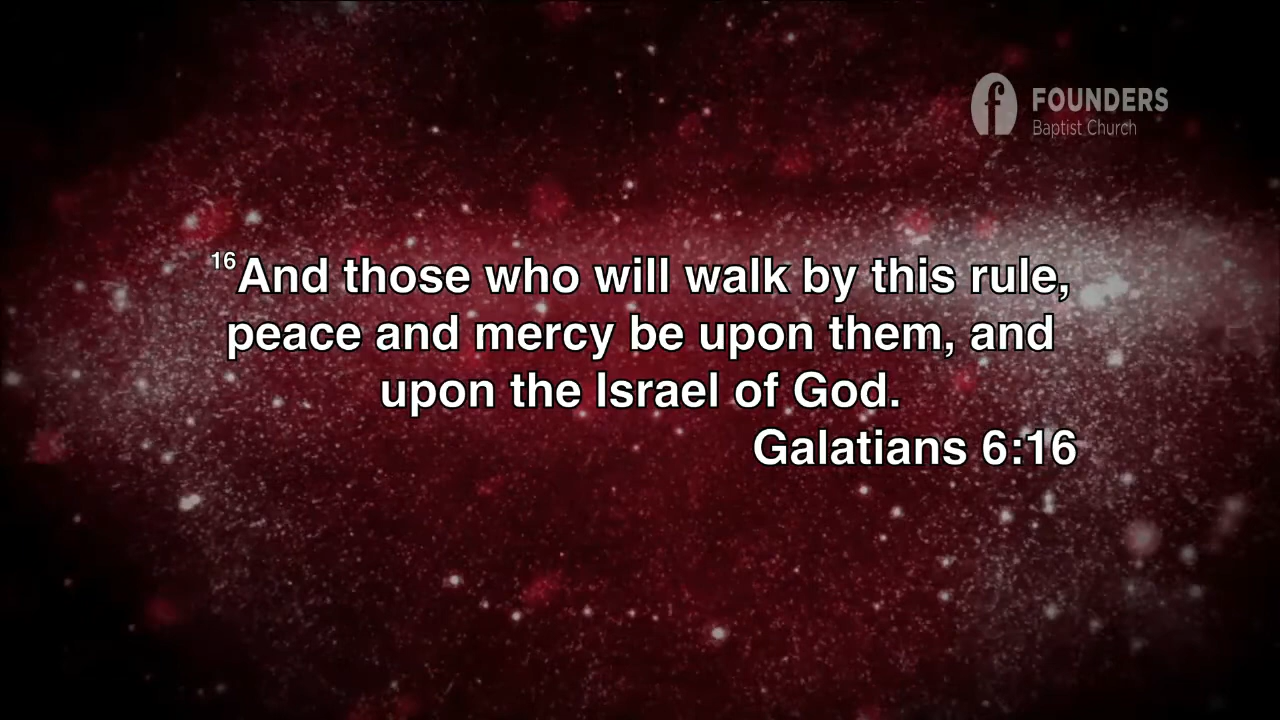 FOUNDERS
Baptist Church
16And those who will walk by this rule,
peace and mercy be upon them, and
upon the Israel of God.
Galatians 6:16